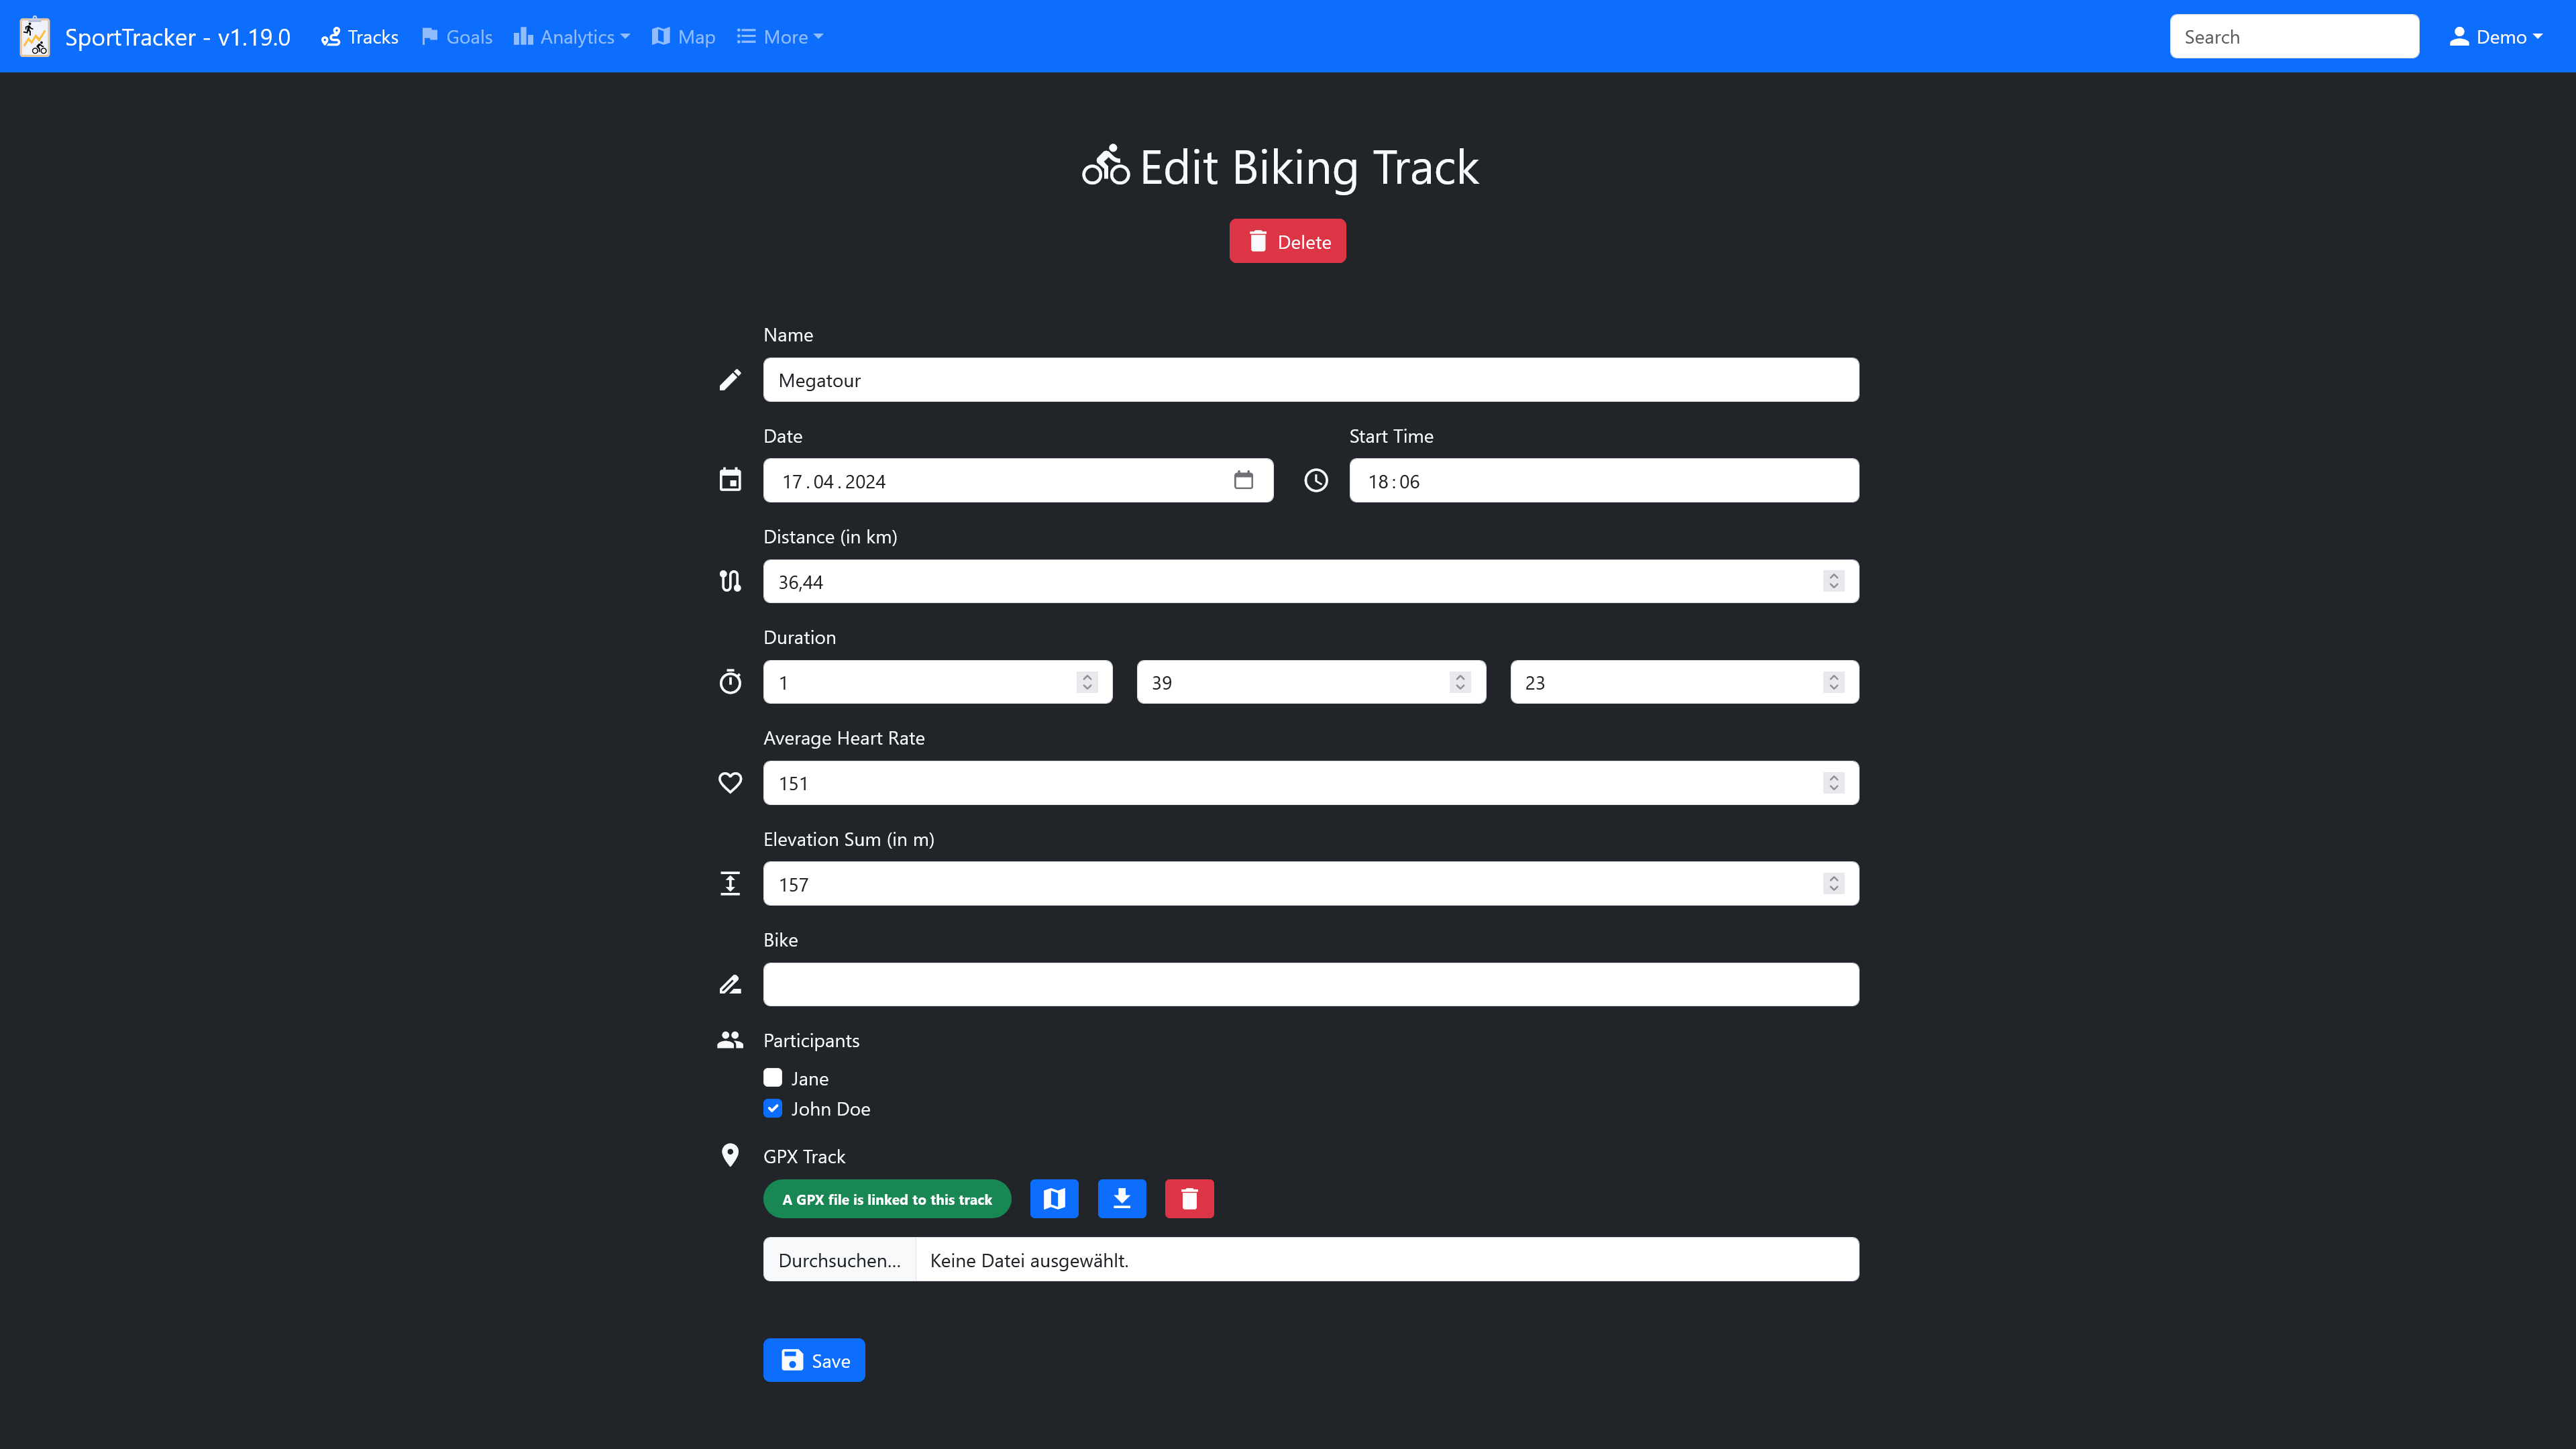 SportTracker - v1.19.0 Tracks Goals Analytics Map More Search Demo
Edit Biking Track
Delete
Name
Megatour
Date Start Time
17.04.2024 18:06
Distance (in km)
36,44
Duration
1 39 23
Average Heart Rate
151
Elevation Sum (in m)
157
Bike
Participants
Jane
John Doe
GPX Track
A GPX file is linked to this track
Durchsuchen... Keine Datei ausgewählt.
Save